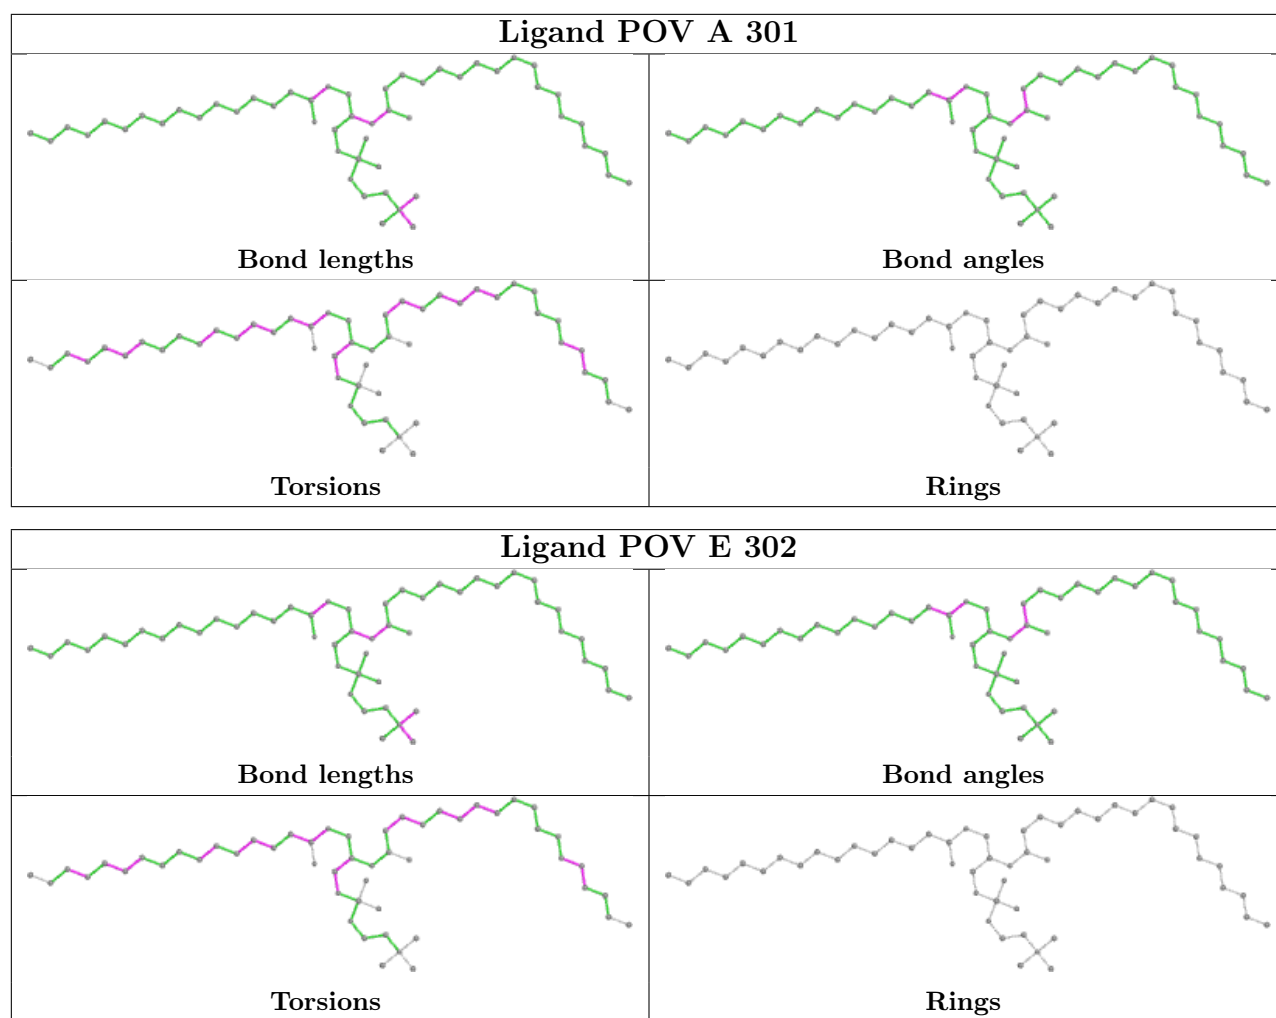 Ligand POV A 301
Bond lengths
Bond angles
Torsions
Rings
Ligand POV E 302
Bond lengths
Bond angles
Torsions
Rings